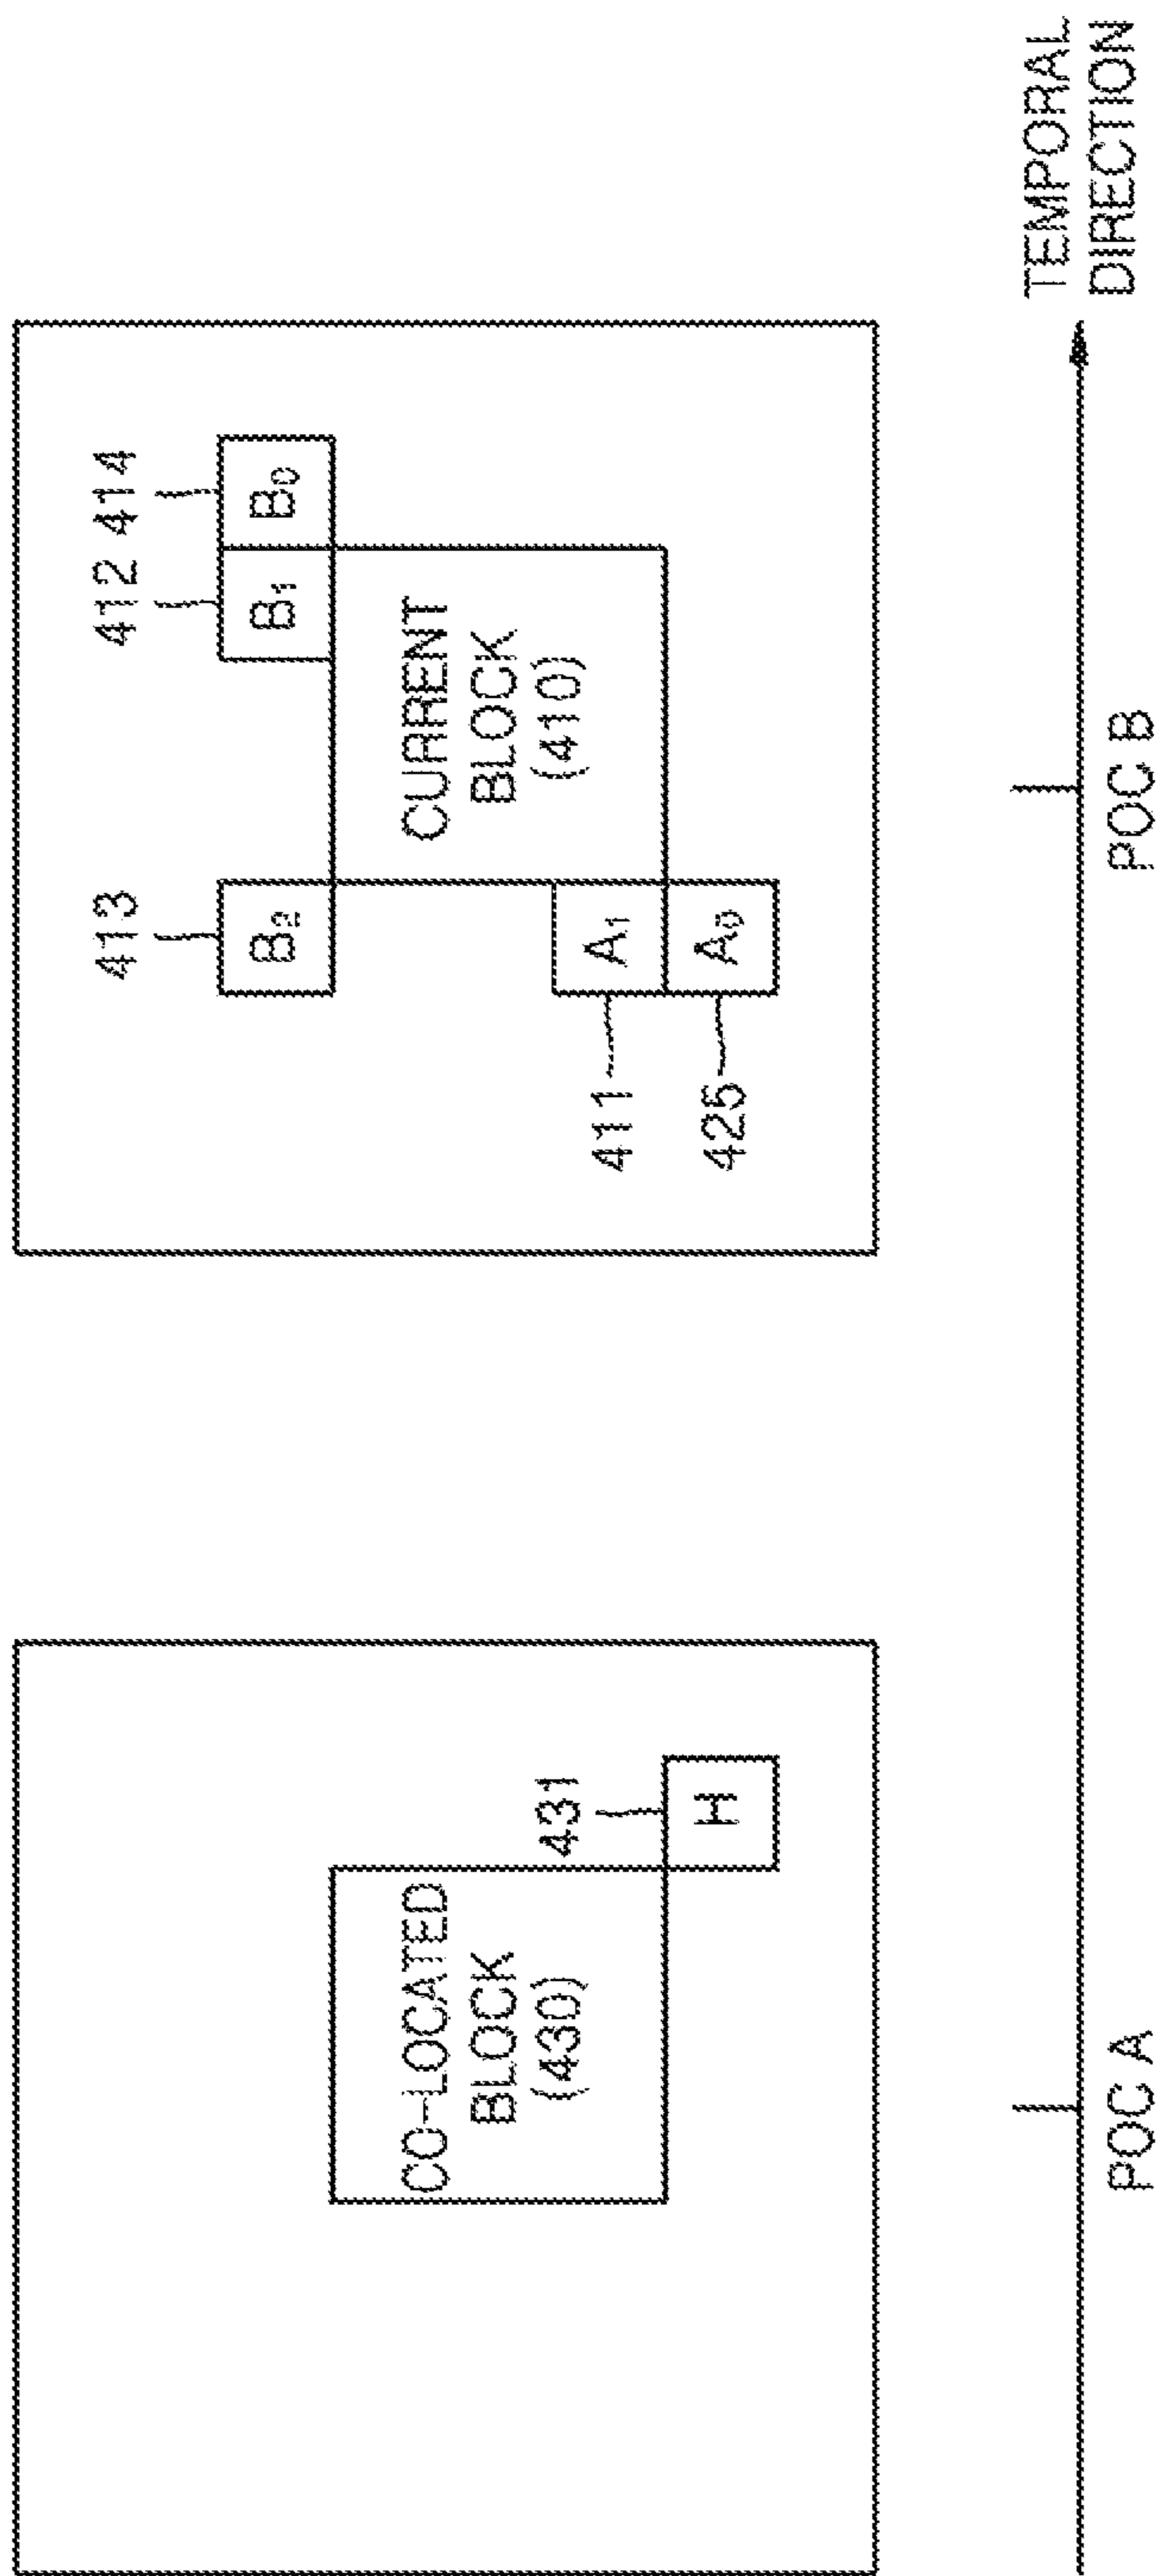 CO-LOCATED
BLOCK
(430)
431
H
413
412
414
B₂
B₁
B₀
CURRENT
BLOCK
(410)
411
A₁
425
A₀
POC A
POC B
TEMPORAL
DIRECTION